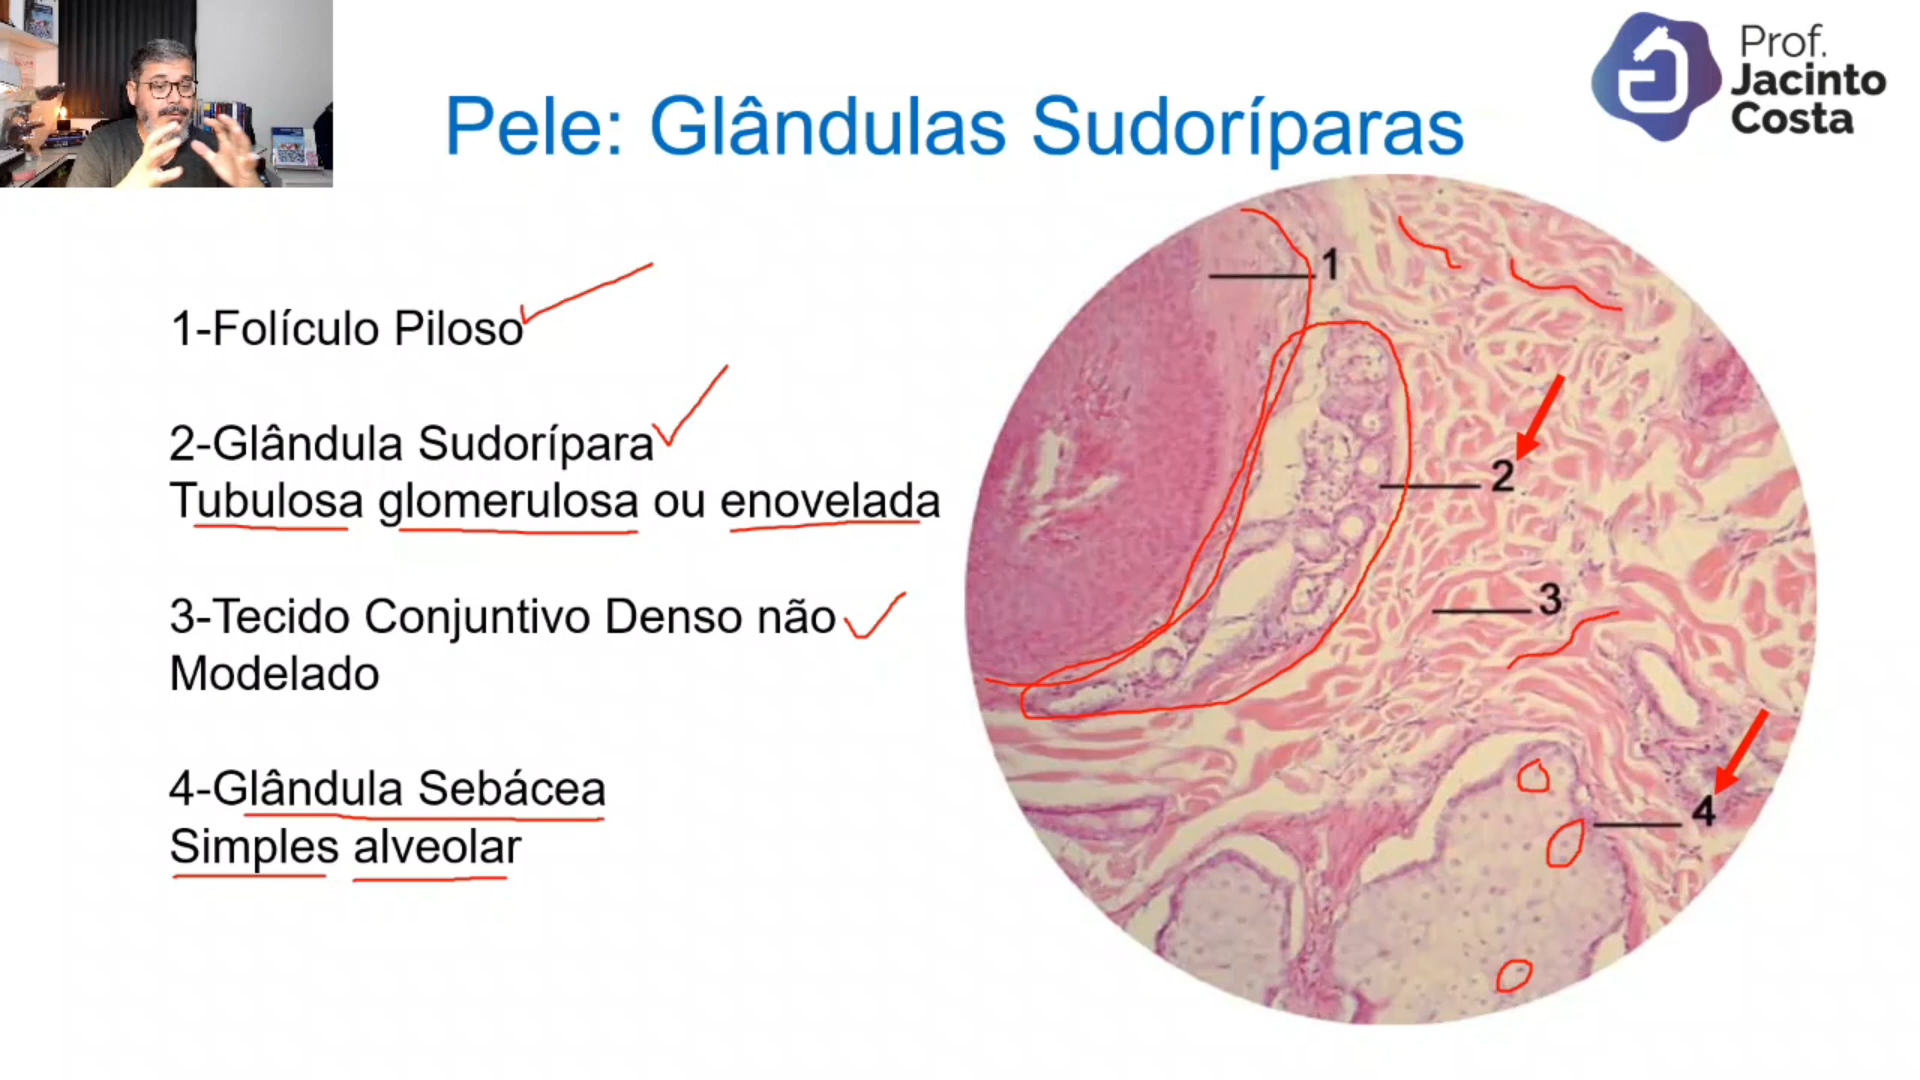 Prof.
Jacinto
Costa
Pele: Glândulas Sudoríparas
1-Folículo Piloso
2-Glândula Sudorípara
Tubulosa glomerulosa ou enovelada
3-Tecido Conjuntivo Denso não
Modelado
4-Glândula Sebácea
Simples alveolar
1
2
3
4